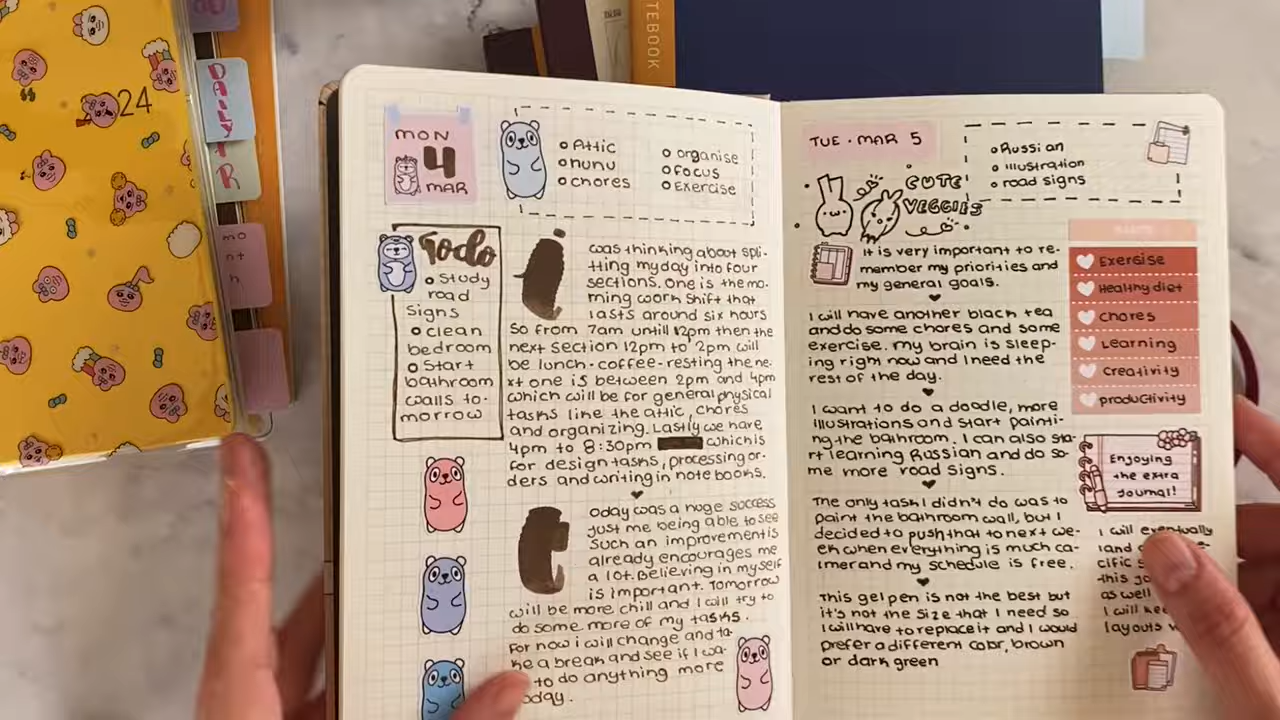 24
DAILY
TR
mo
nt
h
NOTEBOOK
MON
4
MAR
Attic
nunu
chores
organise
focus
Exercise
Todo
Study
road
Signs
clean
bedroom
Start
bathroom
walls to-
morrow
was thinking about spli-
tting my day into four
sections. One is the mo-
rning work shift that
lasts around six hours
So from 7am until 12pm then the
next section 12pm to 2pm will
be lunch-coffee-resting the ne-
xt one is between 2pm and 4pm
which will be for general physical
tasks like the attic, chores
and organizing. Lastly we have
4pm to 8:30pm which is
for design tasks, processing or-
ders and writing in notebooks.
oday was a huge success
just me being able to see
such an improvement is
already encourages me
a lot. Believing in myself
is important. Tomorrow
will be more chill and I will try to
do some more of my tasks.
For now i will change and ta-
ke a break and see if I wa-
to do anything more
oday.
TUE · MAR 5
Russian
illustration
road signs
CUTE
VEGGIES
It is very important to re-
member my priorities and
my general goals.
I will have another black tea
and do some chores and some
exercise. my brain is sleep-
ing right now and I need the
rest of the day.
I want to do a doodle, more
illustrations and start painti-
ng the bathroom. I can also sta-
rt learning Russian and do so-
me more road signs.
The only task I didn't do was to
paint the bathroom wall, but I
decided to push that to next we-
ek when everything is much ca-
lmer and my schedule is free.
This gel pen is not the best but
it's not the size that I need so
I will have to replace it and I would
prefer a different color, brown
or dark green
Exercise
Healthy diet
chores
Learning
creativity
productivity
Enjoying
the extra
Journal!
I will eventually
cific
this
as well
I will
layouts